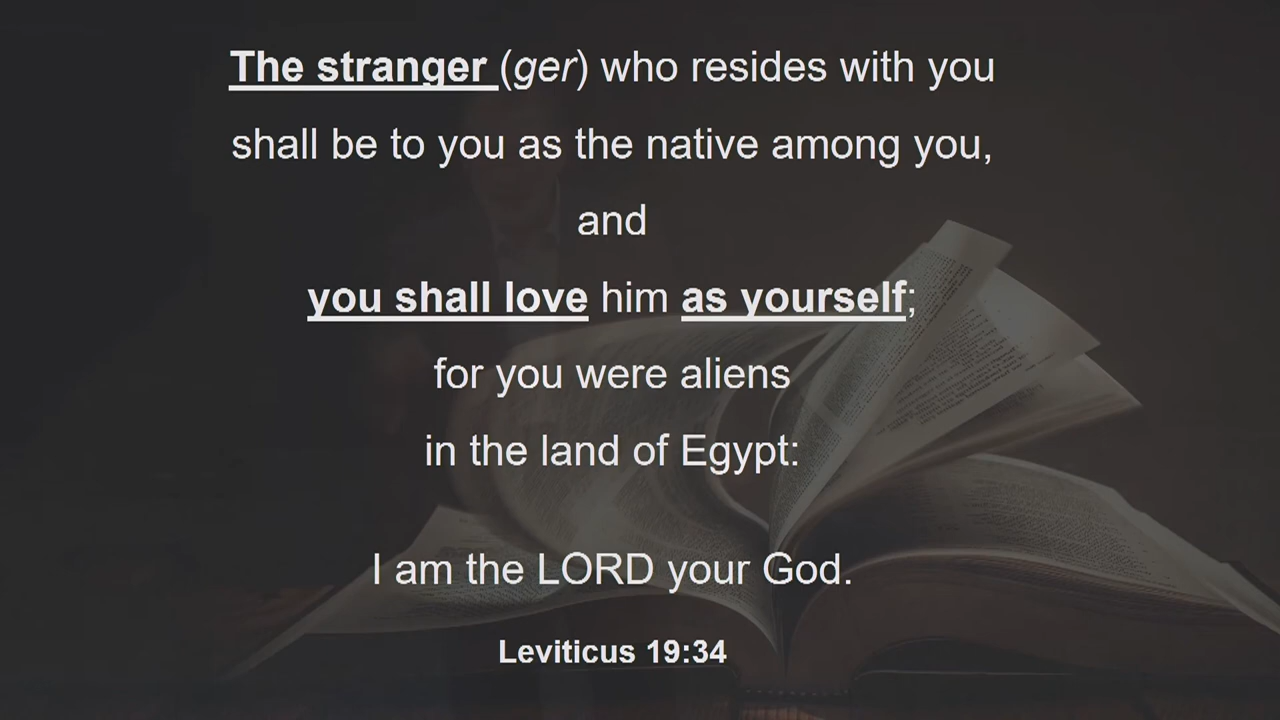 The stranger (ger) who resides with you
shall be to you as the native among you,
and
you shall love him as yourself;
for you were aliens
in the land of Egypt:
I am the LORD your God.
Leviticus 19:34